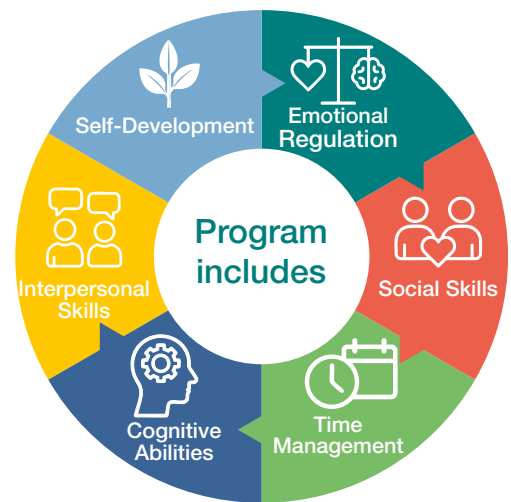 Program
includes
Emotional
Regulation
Social Skills
Time
Management
Cognitive
Abilities
Interpersonal
Skills
Self-Development